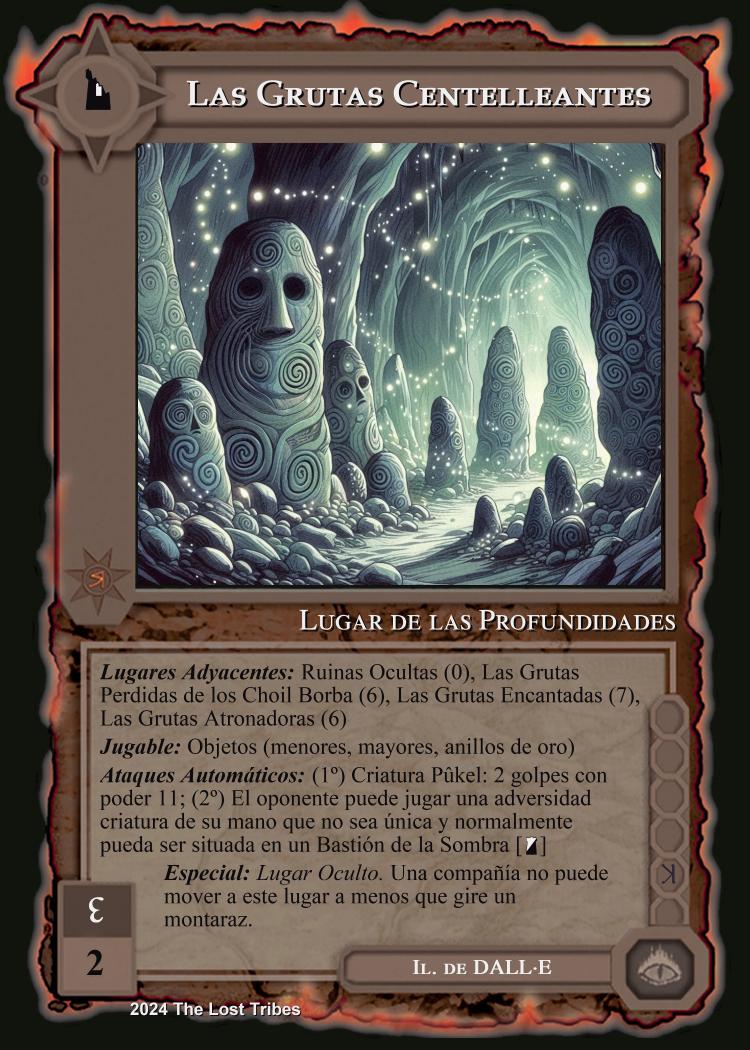 Las Grutas Centelleantes
Lugar de las Profundidades
Lugares Adyacentes: Ruinas Ocultas (0), Las Grutas
Perdidas de los Choil Borba (6), Las Grutas Encantadas (7),
Las Grutas Atronadoras (6)
Jugable: Objetos (menores, mayores, anillos de oro)
Ataques Automáticos: (1º) Criatura Pûkel: 2 golpes con
poder 11; (2º) El oponente puede jugar una adversidad
criatura de su mano que no sea única y normalmente
pueda ser situada en un Bastión de la Sombra [ ]
Especial: Lugar Oculto. Una compañía no puede
mover a este lugar a menos que gire un
montaraz.
2
Il. de DALL·E
2024 The Lost Tribes